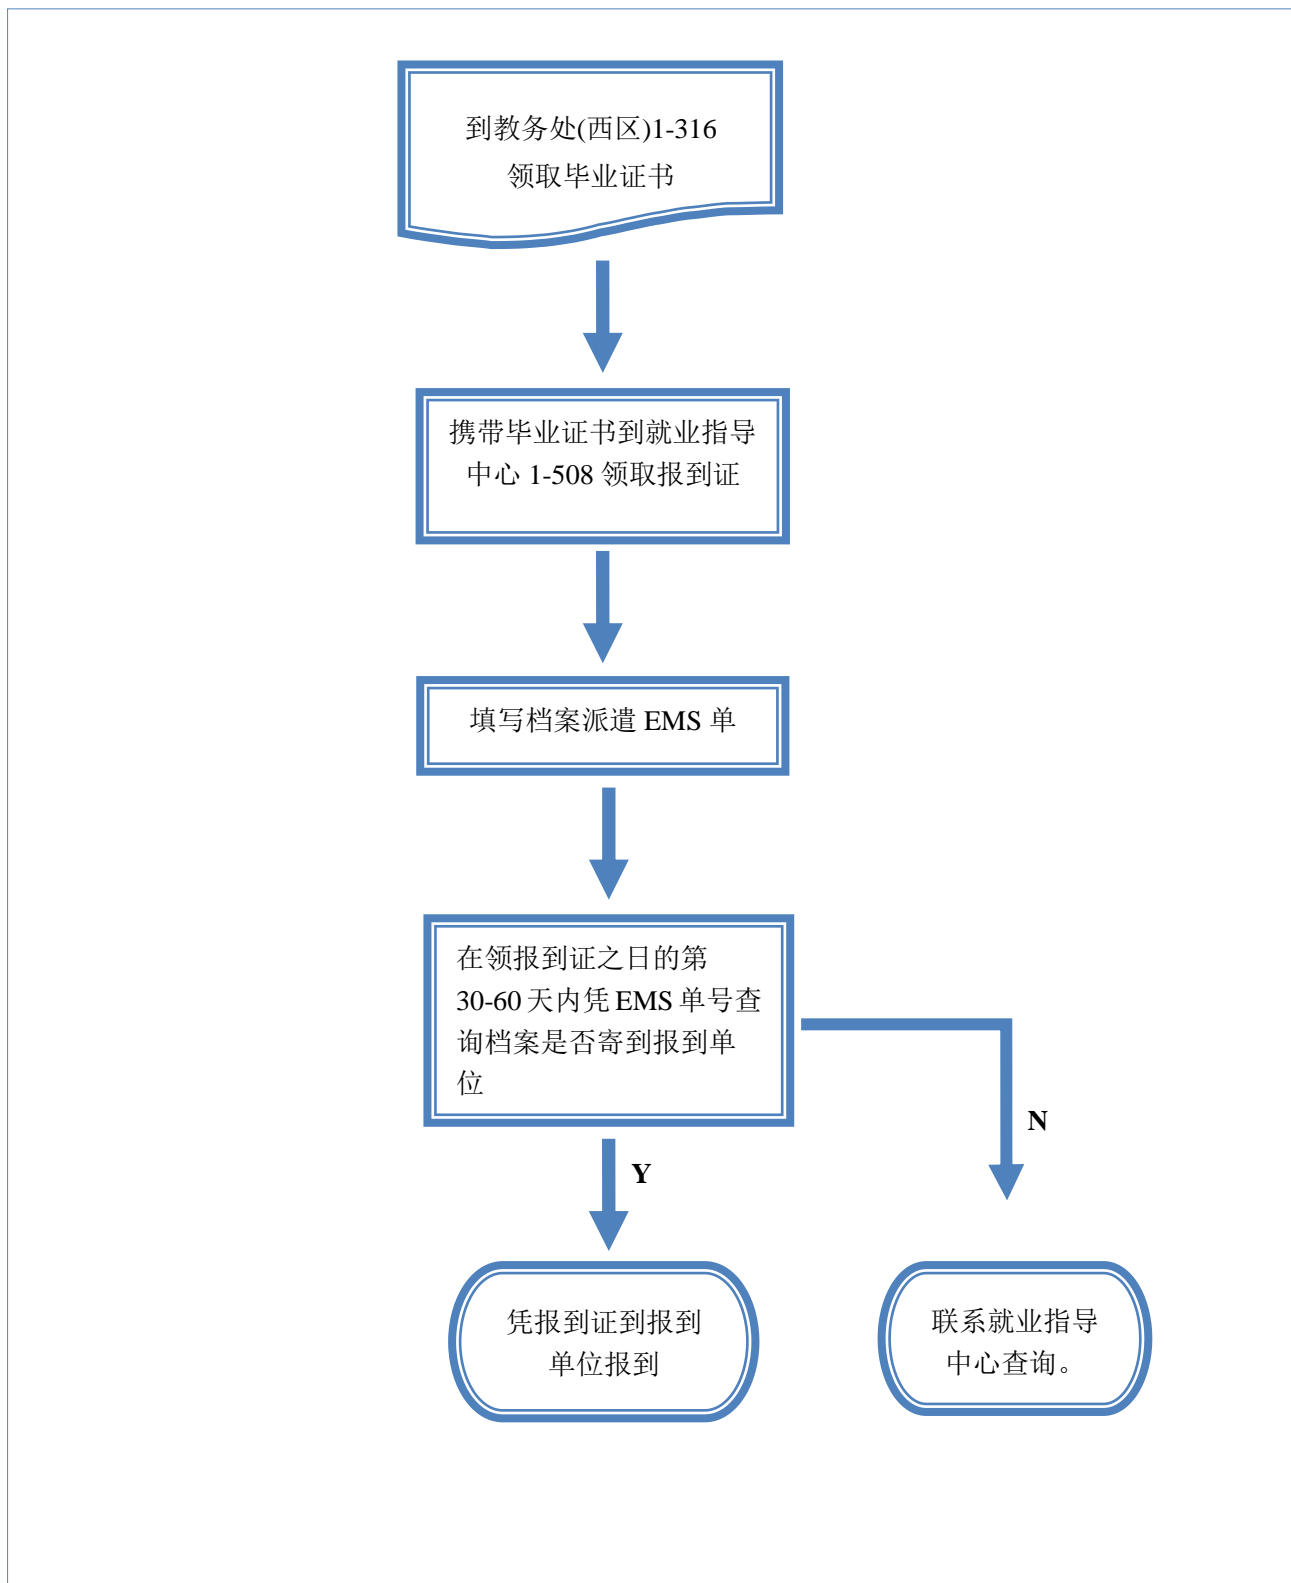 到教务处(西区)1-316
领取毕业证书
携带毕业证书到就业指导
中心 1-508 领取报到证
填写档案派遣 EMS 单
在领报到证之日的第
30-60 天内凭 EMS 单号查
询档案是否寄到报到单
位
N
Y
凭报到证到报到
单位报到
联系就业指导
中心查询。